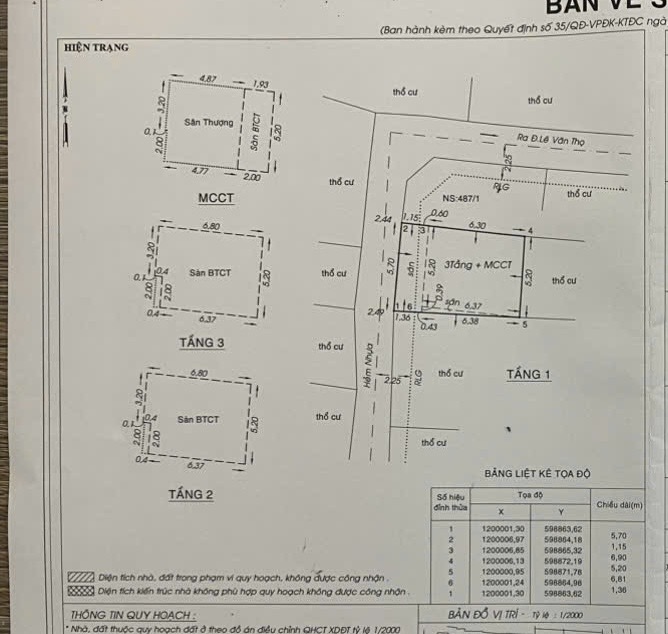 BẢN VẼ S
(Ban hành kèm theo Quyết định số 35/QĐ-VPĐK-KTĐC ngà
HIỆN TRẠNG
4,87
1,93
3,20
Sân Thượng
Sàn BTCT
5,20
0,1
2,00
4,77
2,00
MCCT
6,80
3,20
0,1
0,4
Sàn BTCT
5,20
2,00
2,00
0,4
6,37
TẦNG 3
6,80
3,20
0,1
0,4
Sàn BTCT
5,20
2,00
2,00
0,4
6,37
TẦNG 2
thổ cư
thổ cư
Ra Đ.Lê Văn Thọ
2,25
RLG
thổ cư
NS:487/1
thổ cư
2,44
1,15
0,60
6,30
2
3
4
5,70
sân
5,20
3Tầng + MCCT
5,20
thổ cư
thổ cư
0,39
sân
6,37
2,49
1
6
1,36
0,43
6,38
5
thổ cư
Hẻm Nhựa
2,25
RLG
thổ cư
TẦNG 1
thổ cư
thổ cư
BẢNG LIỆT KÊ TỌA ĐỘ
Số hiệu đỉnh thửa
Tọa độ
Chiều dài(m)
X
Y
1 1200001,30 598863,62
5,70
2 1200006,97 598864,18
1,15
3 1200006,85 598865,32
6,90
4 1200006,13 598872,19
5,20
5 1200000,95 598871,78
6,81
6 1200001,24 598864,98
1,36
1 1200001,30 598863,62
Diện tích nhà, đất trong phạm vi quy hoạch, không được công nhận .
Diện tích kiến trúc nhà không phù hợp quy hoạch không được công nhận .
THÔNG TIN QUY HOẠCH :
* Nhà, đất thuộc quy hoạch đất ở theo đồ án điều chỉnh QHCT XDĐT tỷ lệ 1/2000
BẢN ĐỒ VỊ TRÍ - Tỷ lệ : 1/2000